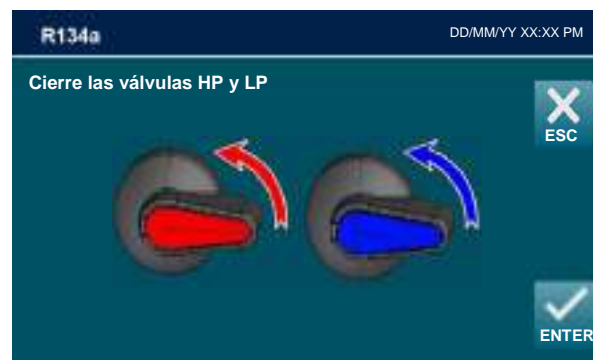 R134a
DD/MM/YY XX:XX PM
Cierre las válvulas HP y LP
ESC
ENTER